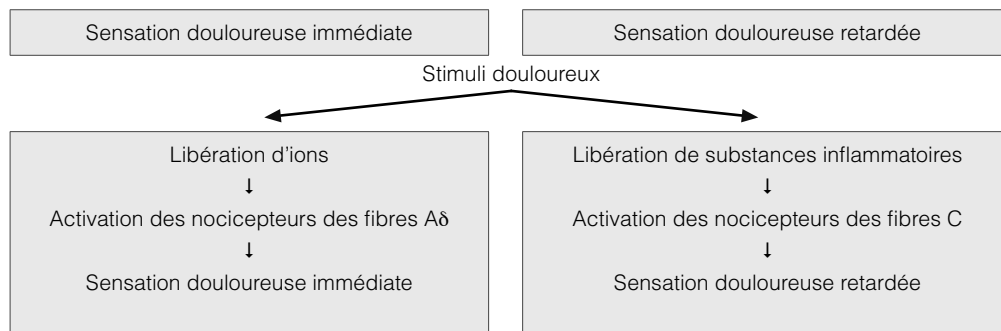 Sensation douloureuse immédiate
Sensation douloureuse retardée
Stimuli douloureux
Libération d'ions
↓
Activation des nocicepteurs des fibres Aδ
↓
Sensation douloureuse immédiate
Libération de substances inflammatoires
↓
Activation des nocicepteurs des fibres C
↓
Sensation douloureuse retardée